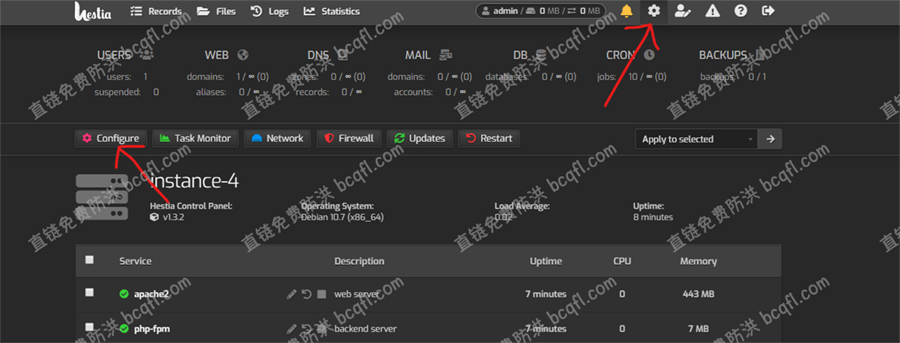 Hestia Records Files Logs Statistics admin / 0 MB / 0 MB
USERS WEB DNS MAIL DB CRON BACKUPS
users: 1 domains: 1 / ∞ (0) zones: 0 / ∞ (0) domains: 0 / ∞ (0) databases: 0 / ∞ (0) jobs: 10 / ∞ (0) backups: 0 / 1
suspended: 0 aliases: 0 / ∞ records: 0 / ∞ accounts: 0 / ∞
Configure Task Monitor Network Firewall Updates Restart Apply to selected
instance-4
Hestia Control Panel: Operating System: Load Average: Uptime:
v1.3.2 Debian 10.7 (x86_64) 0.02 8 minutes
Service Description Uptime CPU Memory
apache2 web server 7 minutes 0 443 MB
php-fpm backend server 7 minutes 0 7 MB
直链免费防洪 bcqfl.com